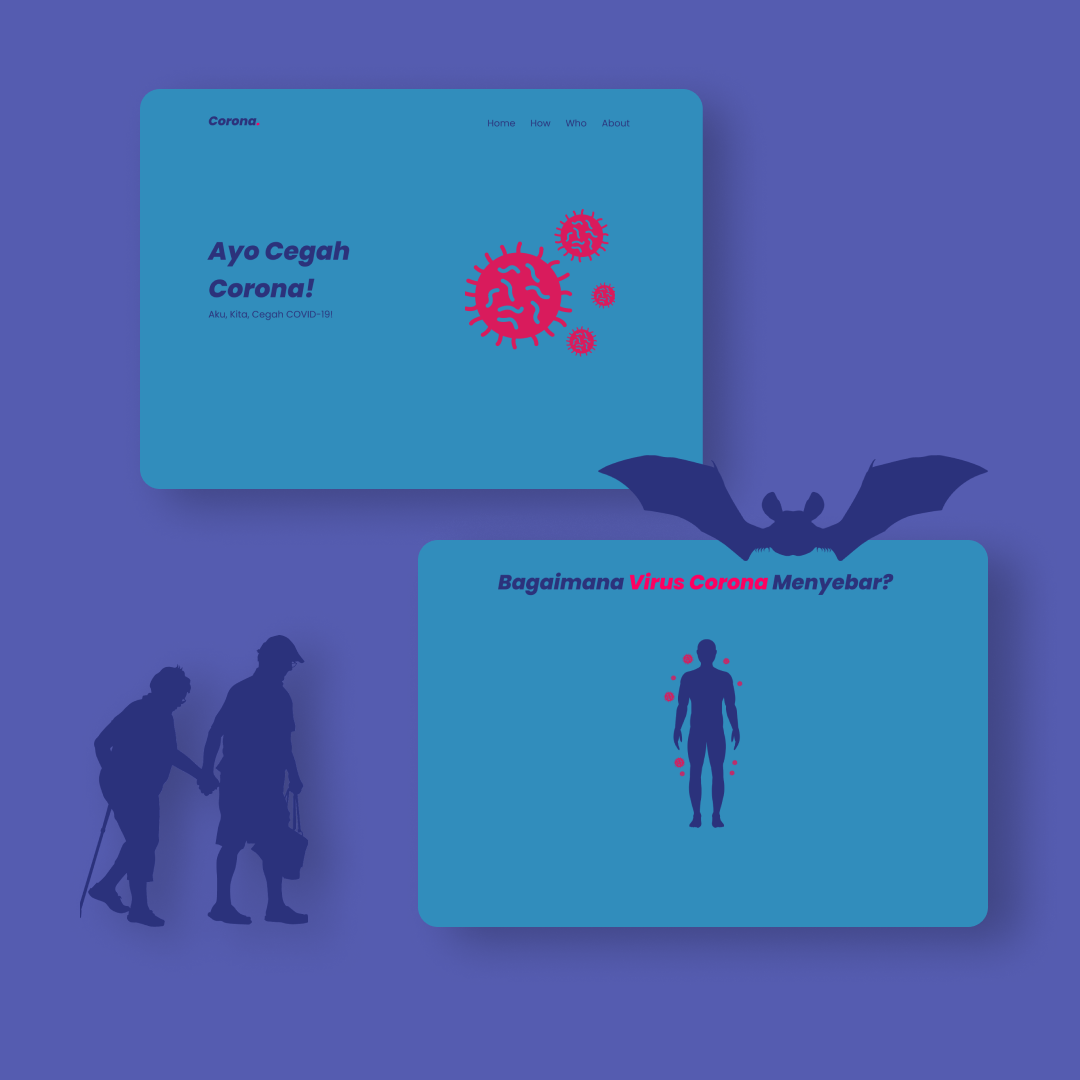 Corona.
Home How Who About
Ayo Cegah
Corona!
Aku, Kita, Cegah COVID-19!
Bagaimana Virus Corona Menyebar?